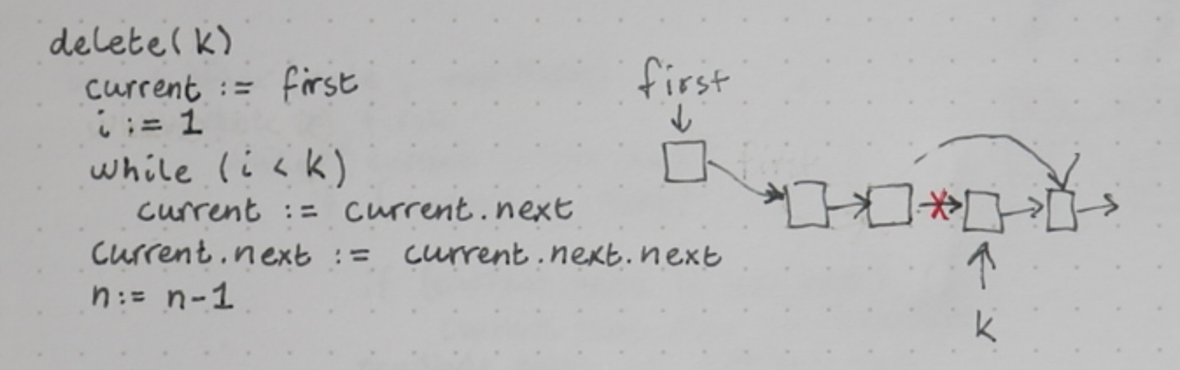 delete(k)
current := first
i := 1
while (i < k)
current := current.next
current.next := current.next.next
n := n-1
first
k